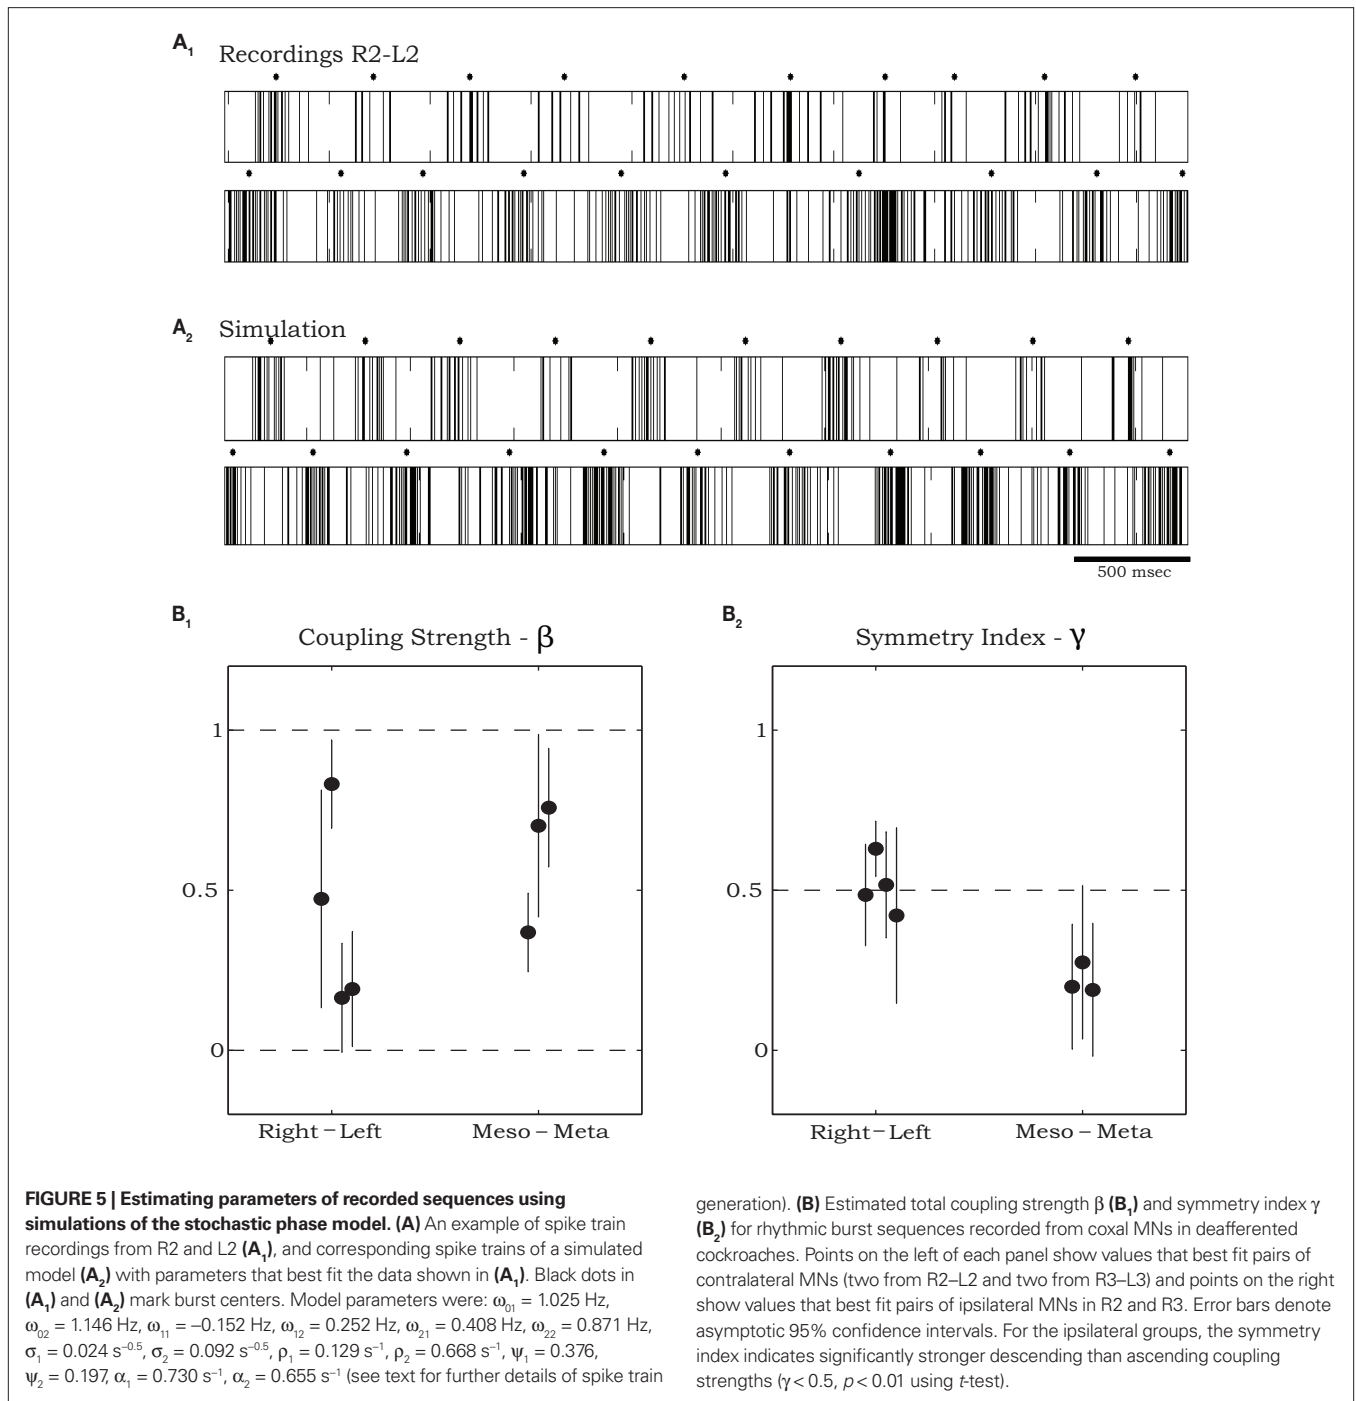 A1 Recordings R2-L2
A2 Simulation
500 msec
B1 Coupling Strength - β
1
0.5
0
Right–Left Meso – Meta
B2 Symmetry Index - γ
1
0.5
0
Right–Left Meso – Meta
FIGURE 5 | Estimating parameters of recorded sequences using
simulations of the stochastic phase model. (A) An example of spike train
recordings from R2 and L2 (A1), and corresponding spike trains of a simulated
model (A2) with parameters that best fit the data shown in (A1). Black dots in
(A1) and (A2) mark burst centers. Model parameters were: ω01 = 1.025 Hz,
ω02 = 1.146 Hz, ω11 = –0.152 Hz, ω12 = 0.252 Hz, ω21 = 0.408 Hz, ω22 = 0.871 Hz,
σ1 = 0.024 s–0.5, σ2 = 0.092 s–0.5, ρ1 = 0.129 s–1, ρ2 = 0.668 s–1, ψ1 = 0.376,
ψ2 = 0.197, α1 = 0.730 s–1, α2 = 0.655 s–1 (see text for further details of spike train
generation). (B) Estimated total coupling strength β (B1) and symmetry index γ
(B2) for rhythmic burst sequences recorded from coxal MNs in deafferented
cockroaches. Points on the left of each panel show values that best fit pairs of
contralateral MNs (two from R2–L2 and two from R3–L3) and points on the right
show values that best fit pairs of ipsilateral MNs in R2 and R3. Error bars denote
asymptotic 95% confidence intervals. For the ipsilateral groups, the symmetry
index indicates significantly stronger descending than ascending coupling
strengths (γ < 0.5, p < 0.01 using t-test).